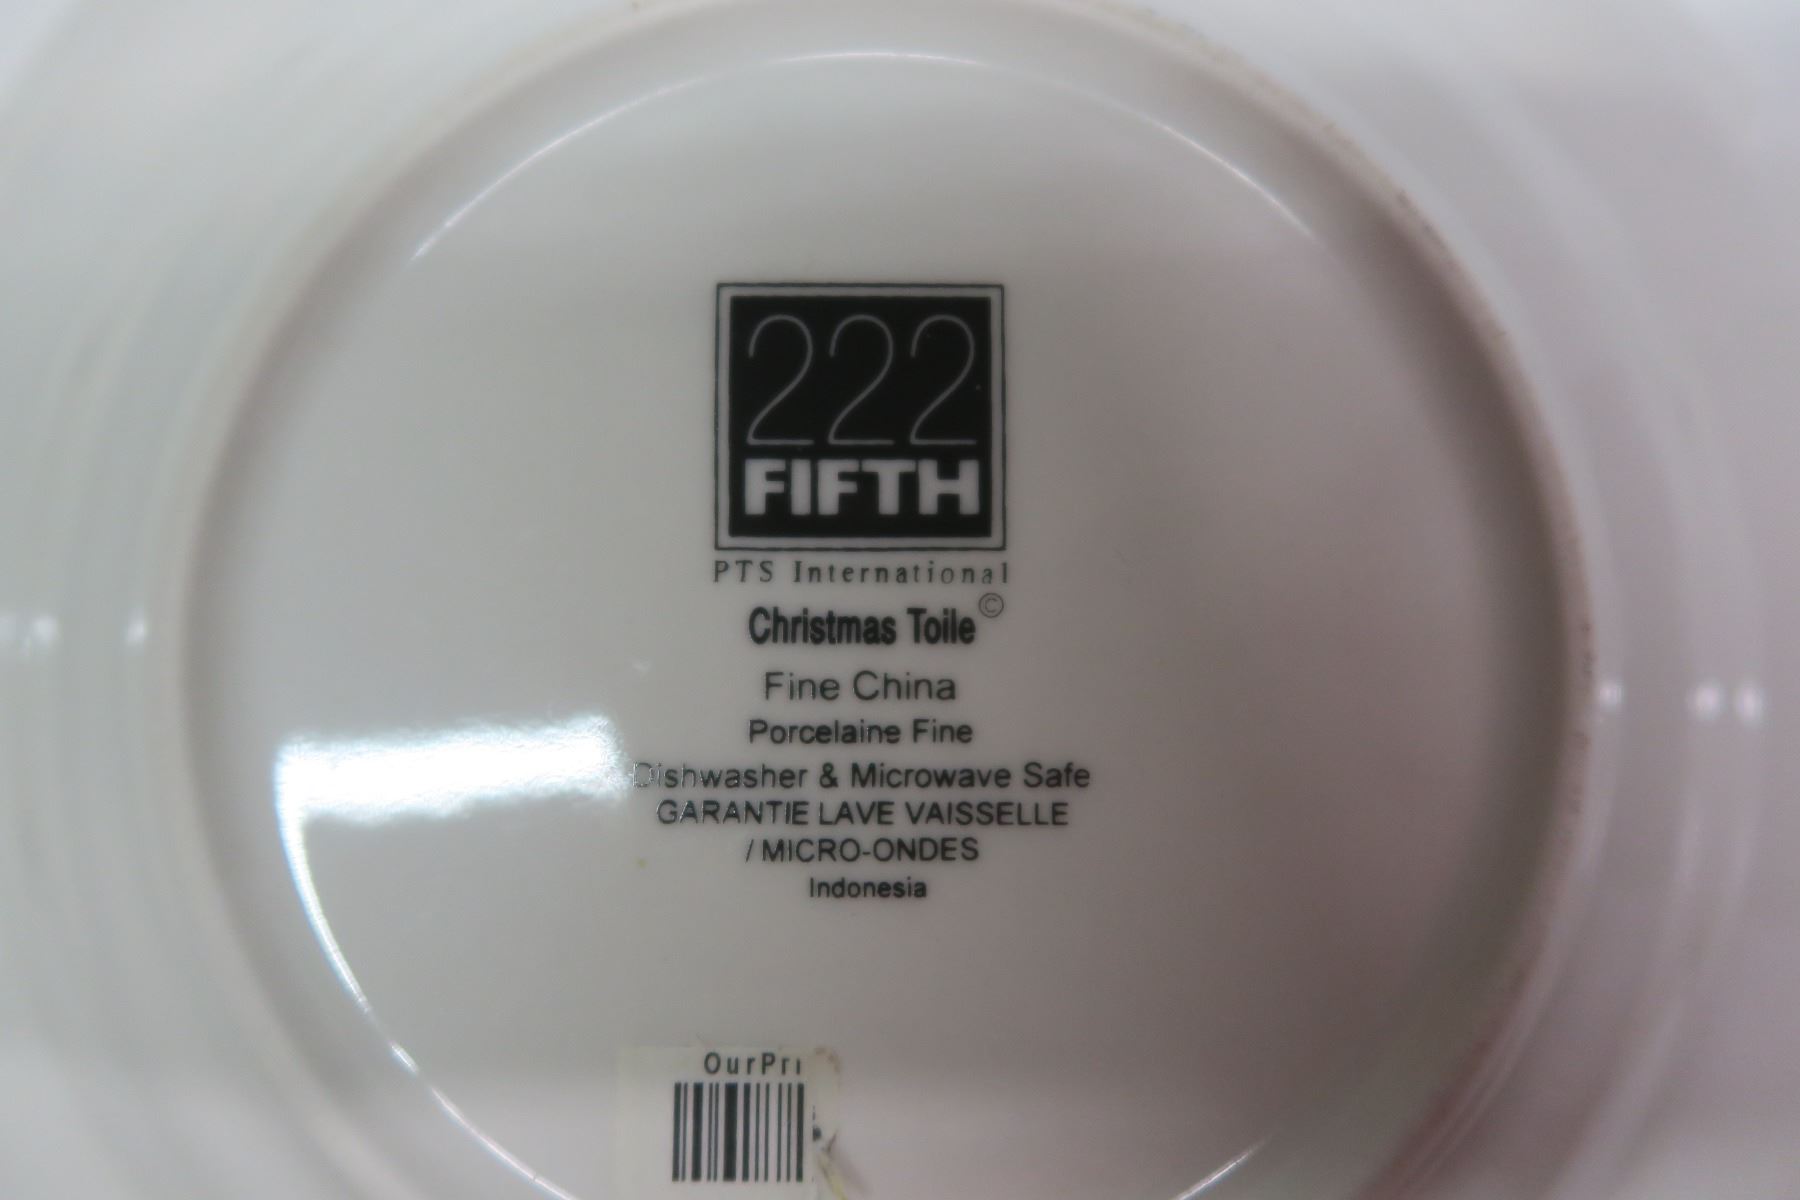 222
FIFTH
PTS International
Christmas Toile©
Fine China
Porcelaine Fine
Dishwasher & Microwave Safe
GARANTIE LAVE VAISSELLE
/ MICRO-ONDES
Indonesia
OurPri